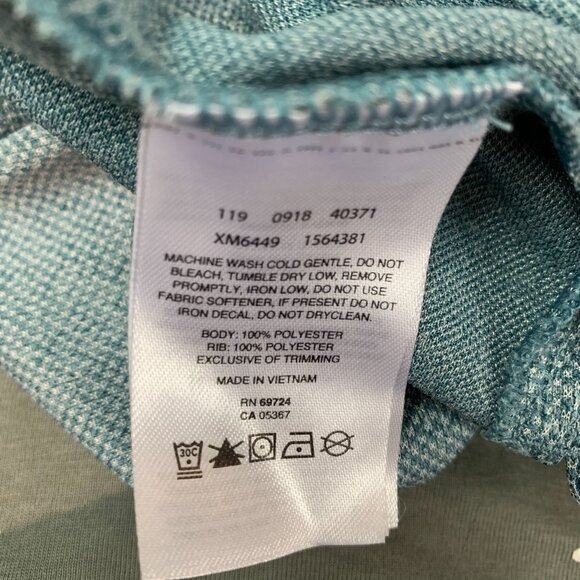 119 0918 40371
XM6449 1564381
MACHINE WASH COLD GENTLE, DO NOT
BLEACH, TUMBLE DRY LOW, REMOVE
PROMPTLY, IRON LOW, DO NOT USE
FABRIC SOFTENER, IF PRESENT DO NOT
IRON DECAL, DO NOT DRYCLEAN.
BODY: 100% POLYESTER
RIB: 100% POLYESTER
EXCLUSIVE OF TRIMMING
MADE IN VIETNAM
RN 69724
CA 05367
30C